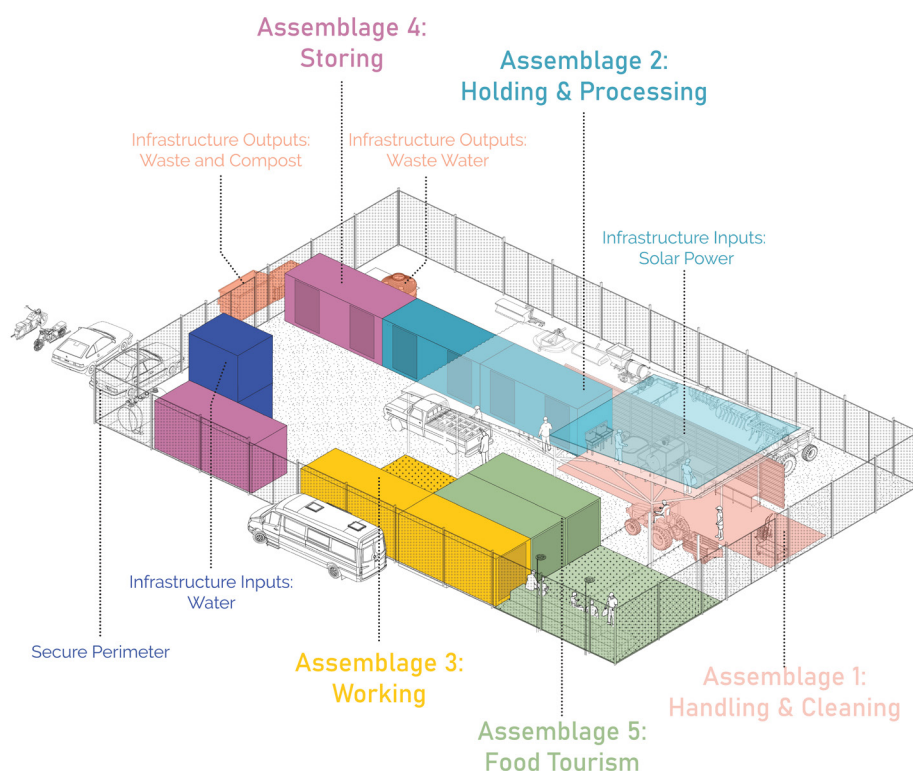 Assemblage 4:
Storing
Assemblage 2:
Holding & Processing
Infrastructure Outputs:
Waste and Compost
Infrastructure Outputs:
Waste Water
Infrastructure Inputs:
Solar Power
Infrastructure Inputs:
Water
Secure Perimeter
Assemblage 3:
Working
Assemblage 1:
Handling & Cleaning
Assemblage 5:
Food Tourism